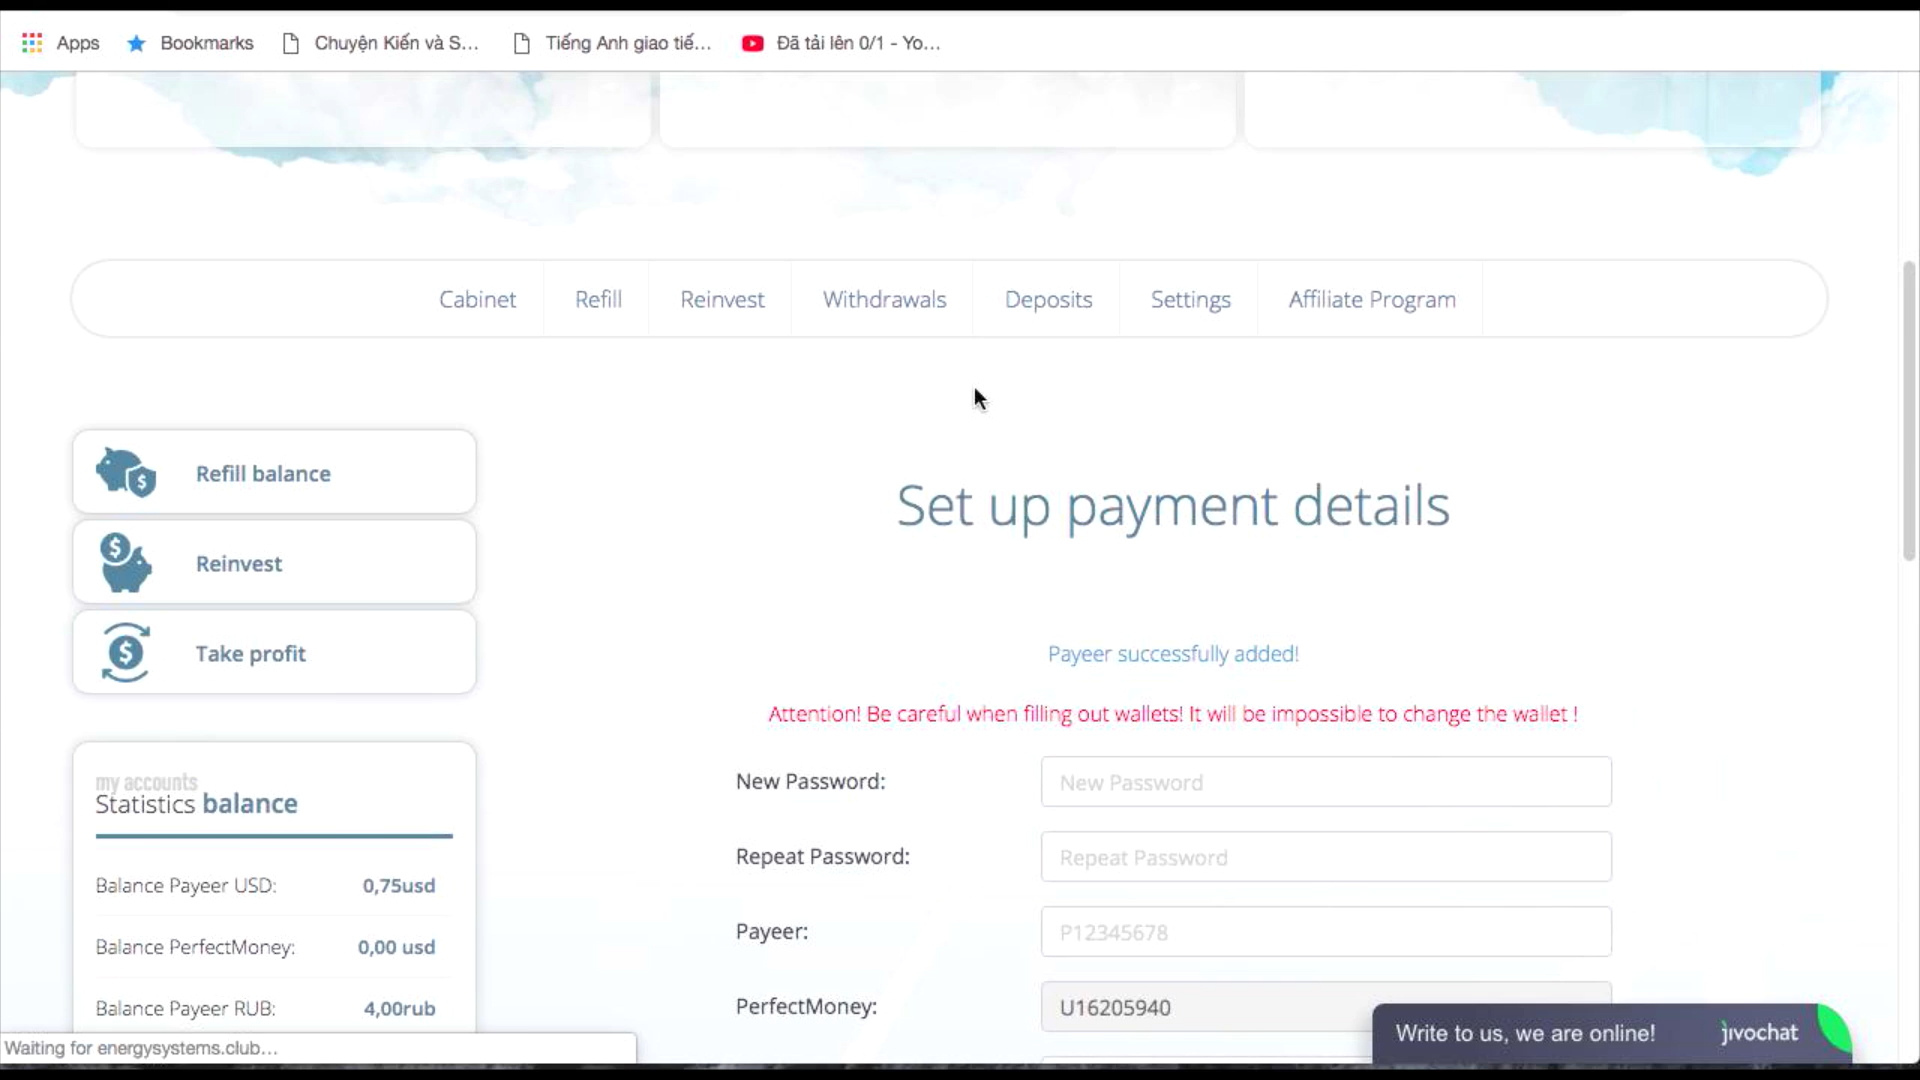 Apps
Bookmarks
Chuyện Kiến và S...
Tiếng Anh giao tiế...
Đã tải lên 0/1 - Yo...
Cabinet
Refill
Reinvest
Withdrawals
Deposits
Settings
Affiliate Program
Refill balance
Reinvest
Take profit
my accounts
Statistics balance
Balance Payeer USD: 0,75usd
Balance PerfectMoney: 0,00 usd
Balance Payeer RUB: 4,00rub
Set up payment details
Payeer successfully added!
Attention! Be careful when filling out wallets! It will be impossible to change the wallet !
New Password: New Password
Repeat Password: Repeat Password
Payeer: P12345678
PerfectMoney: U16205940
Write to us, we are online! jivochat
Waiting for energysystems.club...